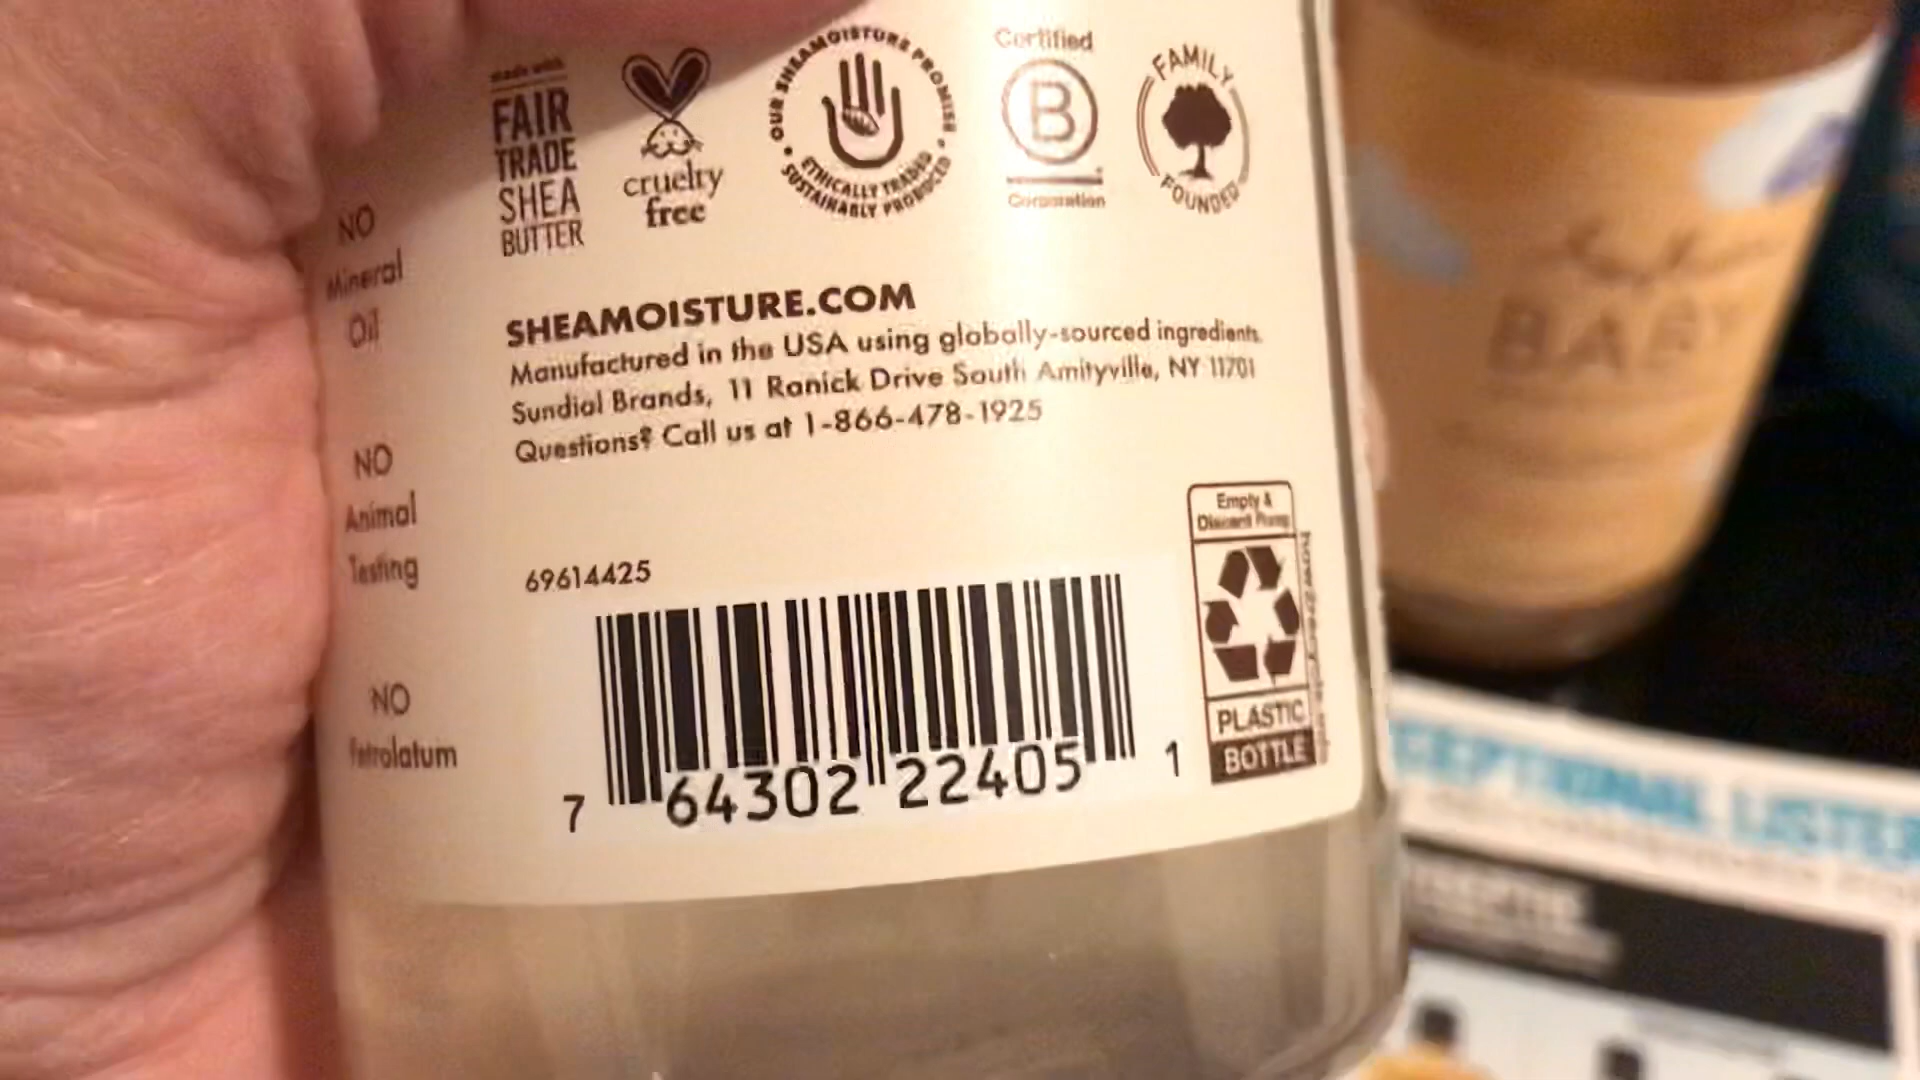 made with
FAIR
TRADE
SHEA
BUTTER
cruelty
free
OUR SHEAMOISTURE PROMISE
ETHICALLY TRADED
SUSTAINABLY PRODUCED
Certified
B
Corporation
FAMILY
FOUNDED
NO
Mineral
Oil
NO
Animal
Testing
NO
Petrolatum
SHEAMOISTURE.COM
Manufactured in the USA using globally-sourced ingredients.
Sundial Brands, 11 Ranick Drive South Amityville, NY 11701
Questions? Call us at 1-866-478-1925
69614425
7 64302 22405 1
Empty &
Discard Pump
PLASTIC
BOTTLE
BABY